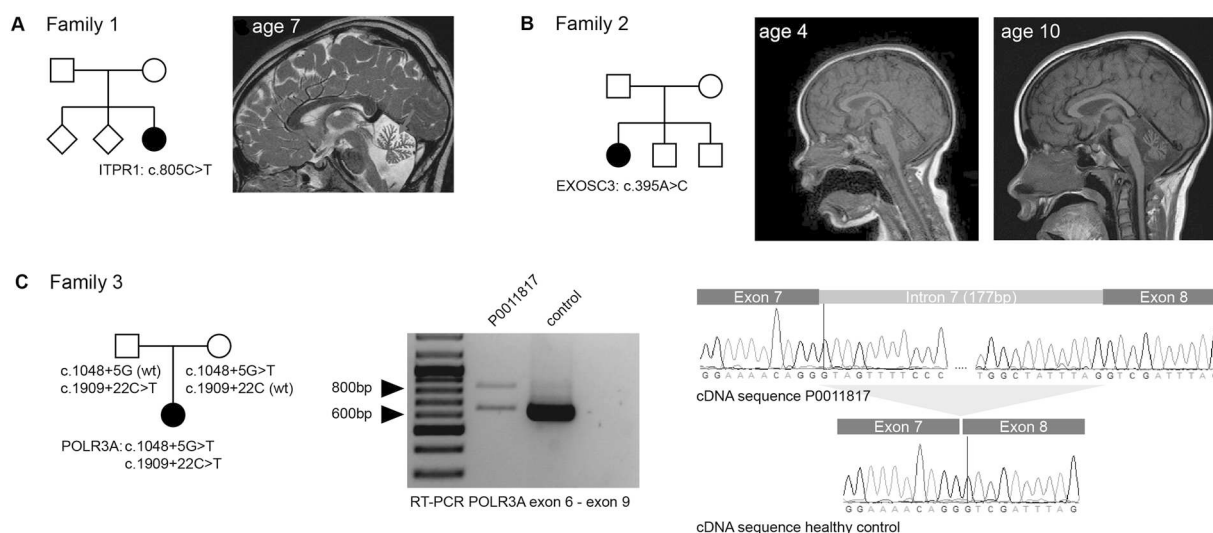 A Family 1
age 7
ITPR1: c.805C>T
B Family 2
age 4
age 10
EXOSC3: c.395A>C
C Family 3
c.1048+5G (wt)
c.1909+22C>T
c.1048+5G>T
c.1909+22C (wt)
POLR3A: c.1048+5G>T
c.1909+22C>T
P0011817
control
800bp
600bp
RT-PCR POLR3A exon 6 - exon 9
Exon 7
Intron 7 (177bp)
Exon 8
GGAAAACAGGGTAGTTTTCCC .... TGGCTATTTAGGTCGATTTAG
cDNA sequence P0011817
Exon 7
Exon 8
GGAAAACAGGGTCGATTTAG
cDNA sequence healthy control